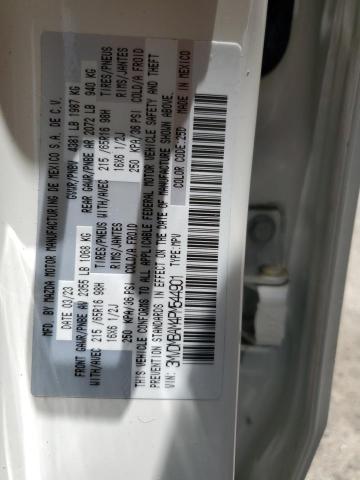 MFD BY MAZDA MOTOR MANUFACTURING DE MEXICO S.A. DE C.V.
DATE: 03/23 GVWR/PNBV 4381 LB 1987 KG
FRONT GAWR/PNBE AV 2355 LB 1068 KG REAR GAWR/PNBE AR 2072 LB 940 KG
WITH/AVEC 215 /65R16 98H TIRES/PNEUS WITH/AVEC 215 /65R16 98H TIRES/PNEUS
16X6 1/2J RIMS/JANTES 16X6 1/2J RIMS/JANTES
250 KPA/36 PSI COLD/A FROID 250 KPA/36 PSI COLD/A FROID
THIS VEHICLE CONFORMS TO ALL APPLICABLE FEDERAL MOTOR VEHICLE SAFETY AND THEFT
PREVENTION STANDARDS IN EFFECT ON THE DATE OF MANUFACTURE SHOWN ABOVE.
VIN: TYPE: MPV COLOR: 25D MADE IN MEXICO